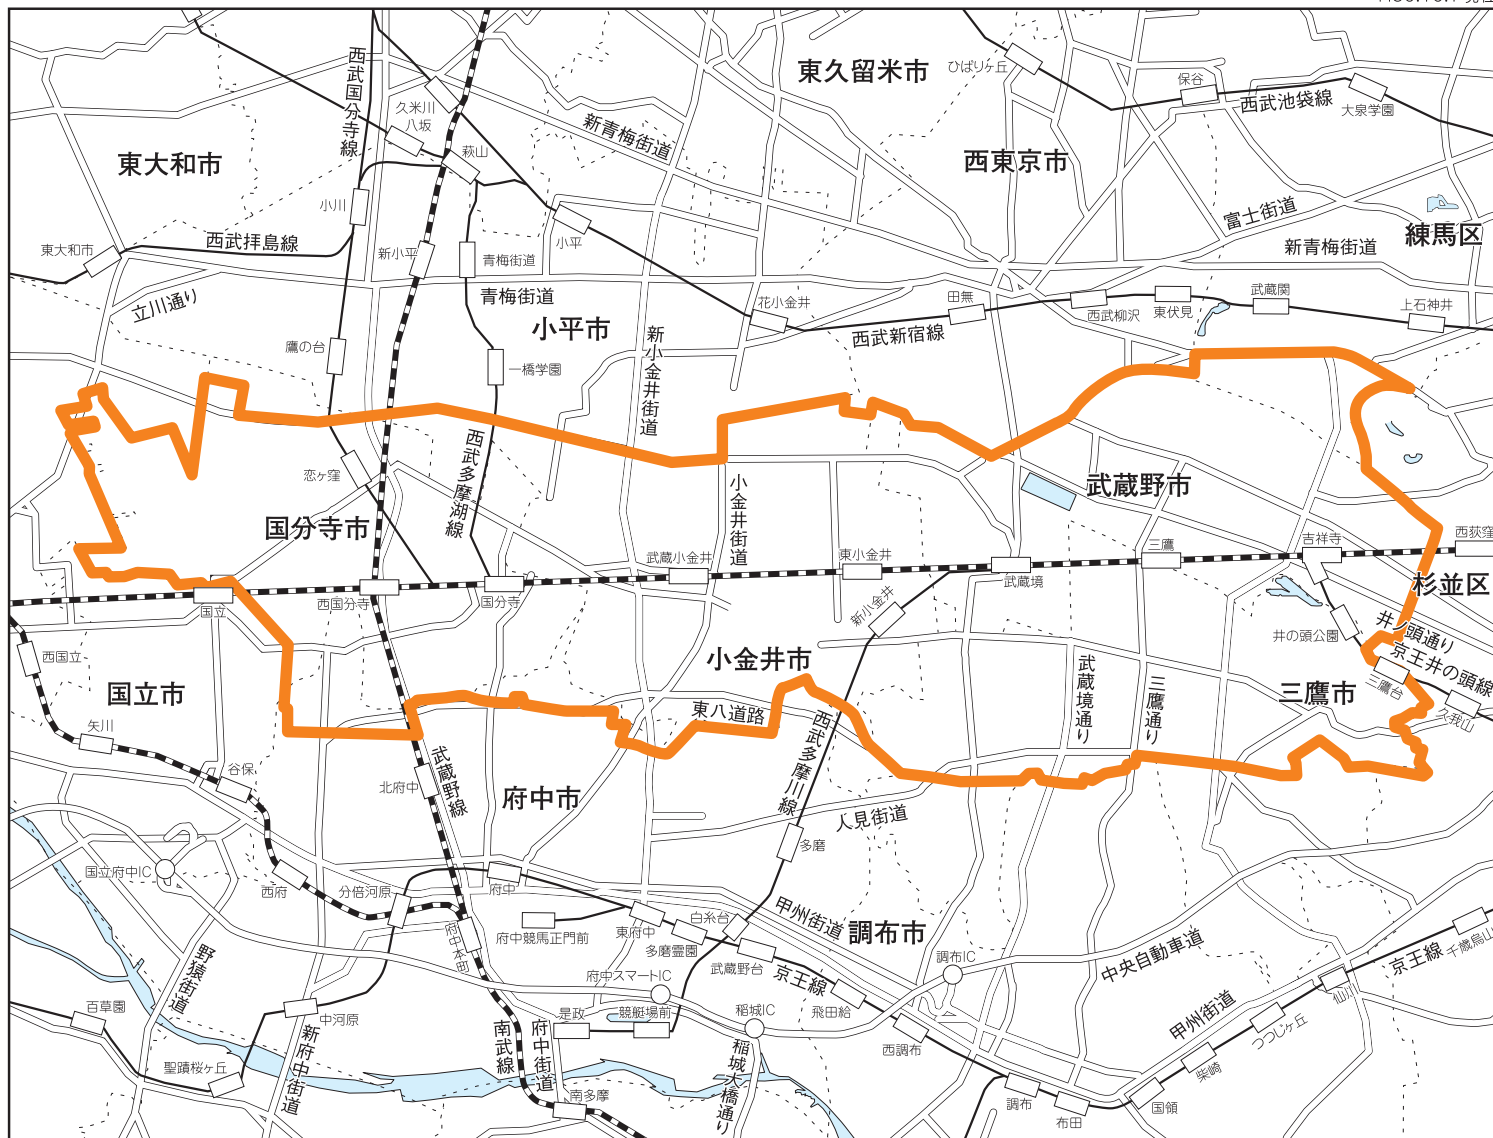 東久留米市
ひばりヶ丘
保谷
西武池袋線
大泉学園
西武国分寺線
久米川
八坂
新青梅街道
萩山
東大和市
西東京市
小川
富士街道
練馬区
新青梅街道
東大和市
西武拝島線
新小平
青梅街道
小平
青梅街道
立川通り
小平市
花小金井
田無
西武柳沢
東伏見
武蔵関
上石神井
西武新宿線
鷹の台
一橋学園
新小金井街道
恋ヶ窪
西武多摩湖線
小金井街道
武蔵野市
国分寺市
武蔵小金井
東小金井
三鷹
吉祥寺
西荻窪
武蔵境
杉並区
国立
西国分寺
国分寺
新小金井
井の頭公園
井ノ頭通り
京王井の頭線
西国立
国立市
小金井市
武蔵境通り
三鷹通り
三鷹市
三鷹台
久我山
矢川
東八道路
西武多摩川線
谷保
北府中
武蔵野線
府中市
人見街道
多磨
国立府中IC
西府
分倍河原
府中
府中本町
府中競馬正門前
東府中
多磨霊園
白糸台
武蔵野台
甲州街道
調布市
調布IC
中央自動車道
京王線
千歳烏山
仙川
野猿街道
府中スマートIC
京王線
飛田給
百草園
中河原
新府中街道
南武線
府中街道
是政
競艇場前
稲城IC
稲城大橋通り
西調布
甲州街道
つつじヶ丘
柴崎
聖蹟桜ヶ丘
南多摩
調布
布田
国領